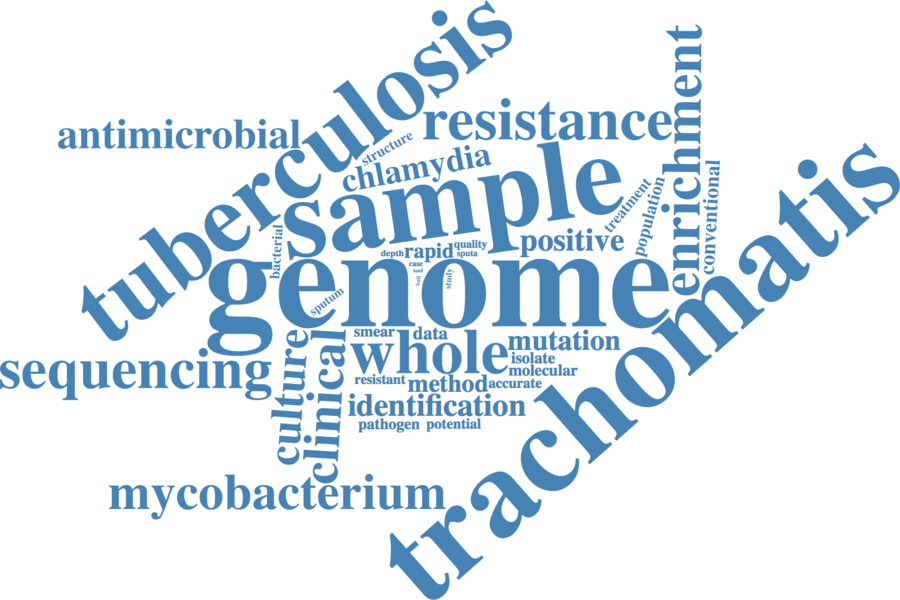 tuberculosis
antimicrobial
resistance
enrichment
structure
chlamydia
sample
treatment
population
conventional
trachomatis
bacterial
positive
depth
rapid
quality
sputa
case
tool
bait
study
genome
sputum
smear
data
whole
mutation
isolate
molecular
sequencing
culture
clinical
resistant
method
accurate
identification
pathogen
potential
mycobacterium